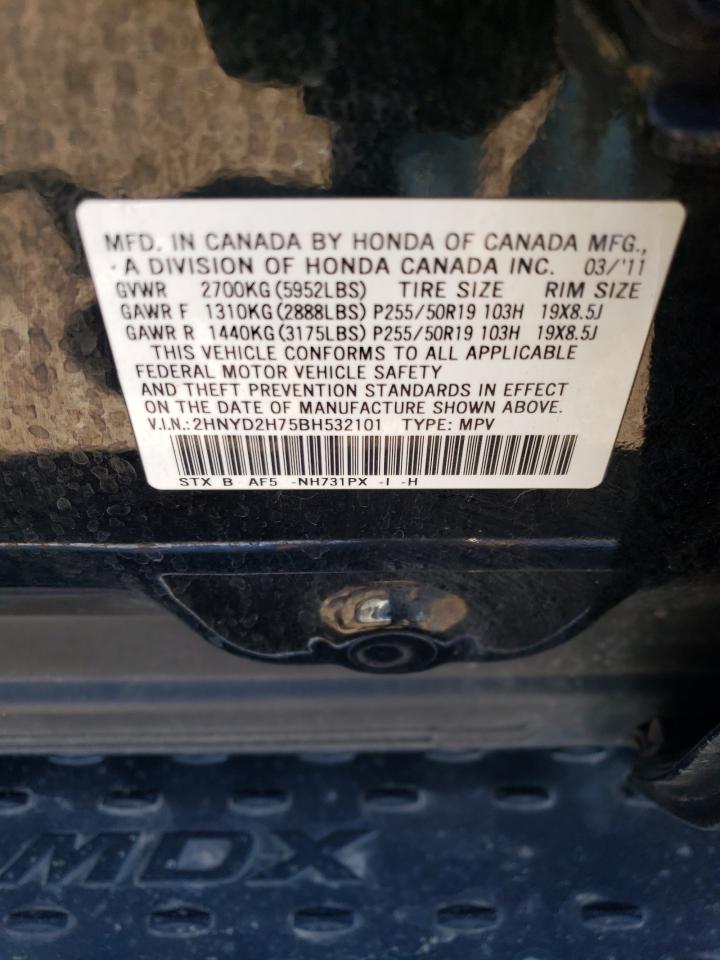 MFD. IN CANADA BY HONDA OF CANADA MFG.,
A DIVISION OF HONDA CANADA INC. 03/'11
GVWR 2700KG (5952LBS) TIRE SIZE RIM SIZE
GAWR F 1310KG (2888LBS) P255/50R19 103H 19X8.5J
GAWR R 1440KG (3175LBS) P255/50R19 103H 19X8.5J
THIS VEHICLE CONFORMS TO ALL APPLICABLE
FEDERAL MOTOR VEHICLE SAFETY
AND THEFT PREVENTION STANDARDS IN EFFECT
ON THE DATE OF MANUFACTURE SHOWN ABOVE.
V.I.N.:2HNYD2H75BH532101 TYPE: MPV
STX B AF5 -NH731PX -I -H
MDX